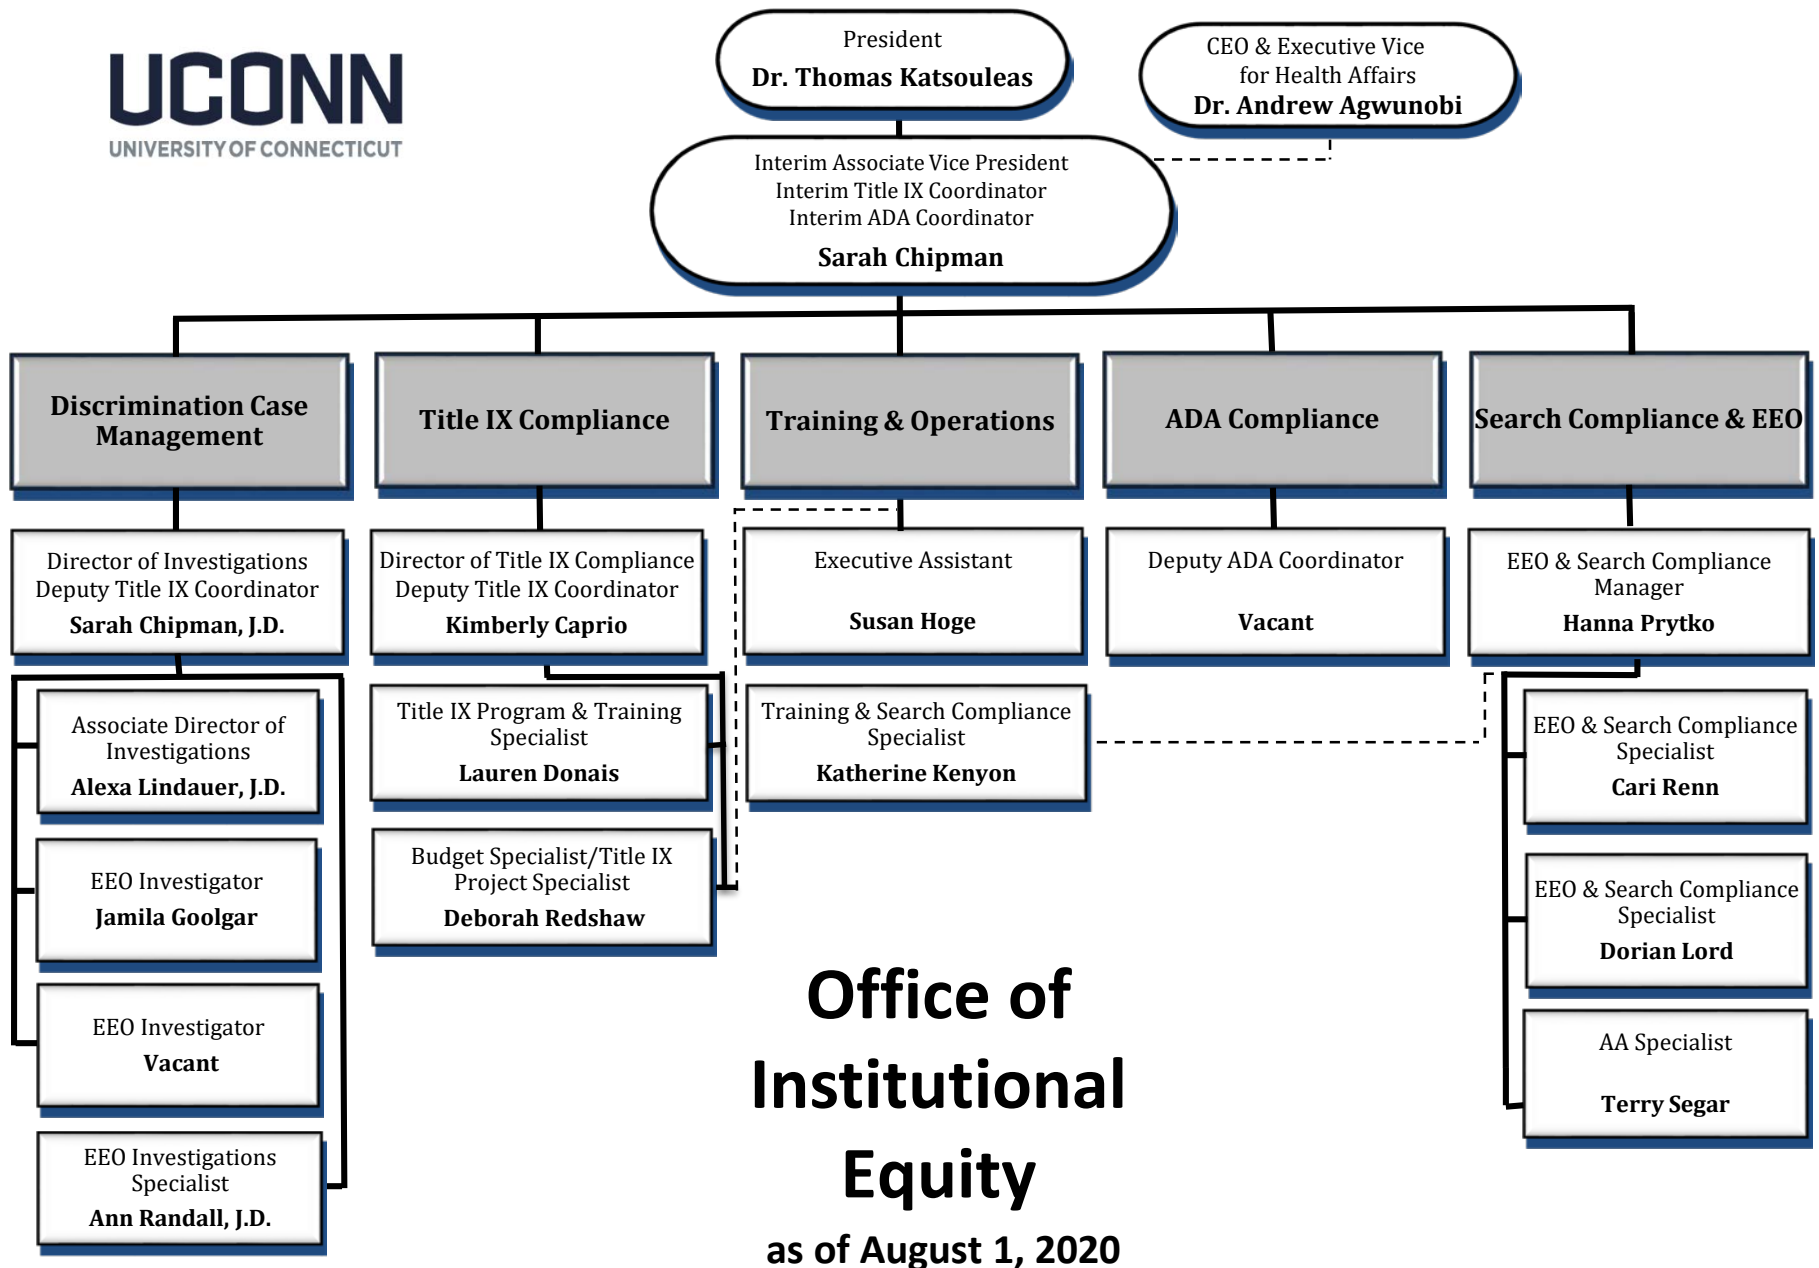 UCONN
UNIVERSITY OF CONNECTICUT
President
Dr. Thomas Katsouleas
CEO & Executive Vice
for Health Affairs
Dr. Andrew Agwunobi
Interim Associate Vice President
Interim Title IX Coordinator
Interim ADA Coordinator
Sarah Chipman
Discrimination Case
Management
Title IX Compliance
Training & Operations
ADA Compliance
Search Compliance & EEO
Director of Investigations
Deputy Title IX Coordinator
Sarah Chipman, J.D.
Director of Title IX Compliance
Deputy Title IX Coordinator
Kimberly Caprio
Executive Assistant
Susan Hoge
Deputy ADA Coordinator
Vacant
EEO & Search Compliance
Manager
Hanna Prytko
Associate Director of
Investigations
Alexa Lindauer, J.D.
Title IX Program & Training
Specialist
Lauren Donais
Training & Search Compliance
Specialist
Katherine Kenyon
EEO & Search Compliance
Specialist
Cari Renn
EEO Investigator
Jamila Goolgar
Budget Specialist/Title IX
Project Specialist
Deborah Redshaw
EEO & Search Compliance
Specialist
Dorian Lord
EEO Investigator
Vacant
AA Specialist
Terry Segar
EEO Investigations
Specialist
Ann Randall, J.D.
Office of
Institutional
Equity
as of August 1, 2020